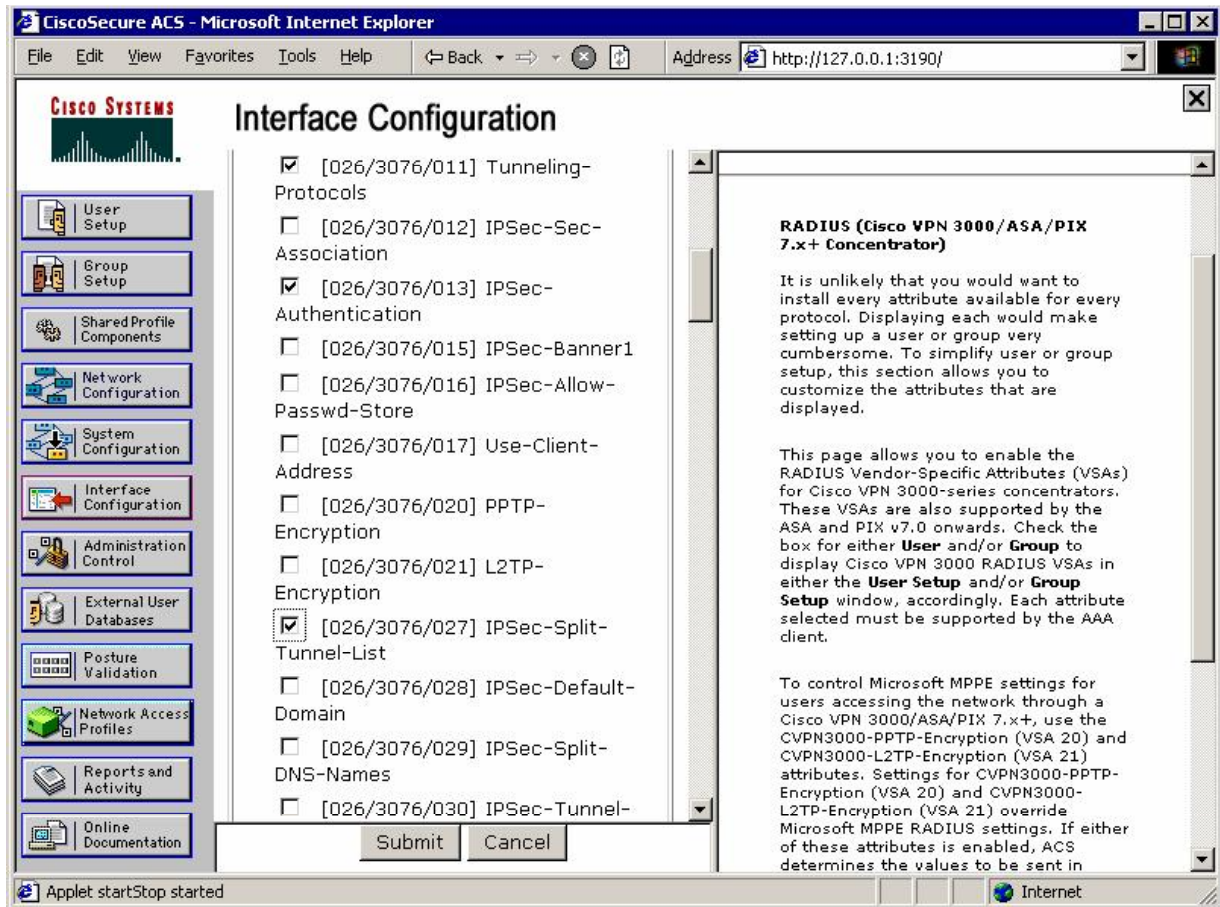 CiscoSecure ACS - Microsoft Internet Explorer
File Edit View Favorites Tools Help Back Address http://127.0.0.1:3190/
CISCO SYSTEMS
Interface Configuration
User
Setup
Group
Setup
Shared Profile
Components
Network
Configuration
System
Configuration
Interface
Configuration
Administration
Control
External User
Databases
Posture
Validation
Network Access
Profiles
Reports and
Activity
Online
Documentation
[026/3076/011] Tunneling-
Protocols
[026/3076/012] IPSec-Sec-
Association
[026/3076/013] IPSec-
Authentication
[026/3076/015] IPSec-Banner1
[026/3076/016] IPSec-Allow-
Passwd-Store
[026/3076/017] Use-Client-
Address
[026/3076/020] PPTP-
Encryption
[026/3076/021] L2TP-
Encryption
[026/3076/027] IPSec-Split-
Tunnel-List
[026/3076/028] IPSec-Default-
Domain
[026/3076/029] IPSec-Split-
DNS-Names
[026/3076/030] IPSec-Tunnel-
Submit Cancel
RADIUS (Cisco VPN 3000/ASA/PIX
7.x+ Concentrator)
It is unlikely that you would want to
install every attribute available for every
protocol. Displaying each would make
setting up a user or group very
cumbersome. To simplify user or group
setup, this section allows you to
customize the attributes that are
displayed.
This page allows you to enable the
RADIUS Vendor-Specific Attributes (VSAs)
for Cisco VPN 3000-series concentrators.
These VSAs are also supported by the
ASA and PIX v7.0 onwards. Check the
box for either User and/or Group to
display Cisco VPN 3000 RADIUS VSAs in
either the User Setup and/or Group
Setup window, accordingly. Each attribute
selected must be supported by the AAA
client.
To control Microsoft MPPE settings for
users accessing the network through a
Cisco VPN 3000/ASA/PIX 7.x+, use the
CVPN3000-PPTP-Encryption (VSA 20) and
CVPN3000-L2TP-Encryption (VSA 21)
attributes. Settings for CVPN3000-PPTP-
Encryption (VSA 20) and CVPN3000-
L2TP-Encryption (VSA 21) override
Microsoft MPPE RADIUS settings. If either
of these attributes is enabled, ACS
determines the values to be sent in
Applet startStop started
Internet